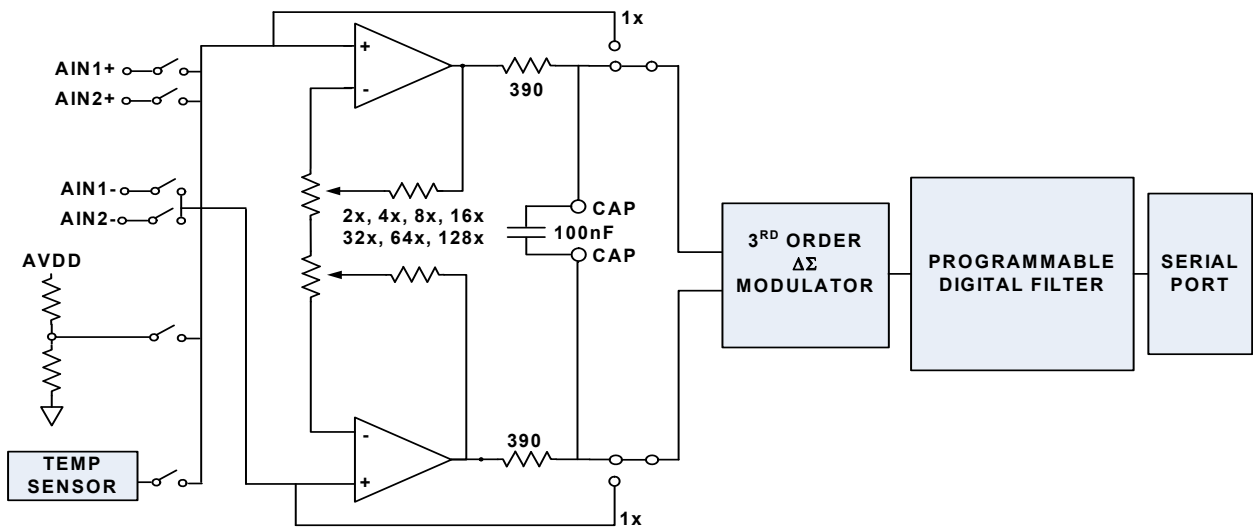 1x
AIN1+
AIN2+
+
-
390
AIN1-
AIN2-
2x, 4x, 8x, 16x
32x, 64x, 128x
CAP
100nF
CAP
3RD ORDER
ΔΣ
MODULATOR
PROGRAMMABLE
DIGITAL FILTER
SERIAL
PORT
AVDD
-
+
390
TEMP
SENSOR
1x